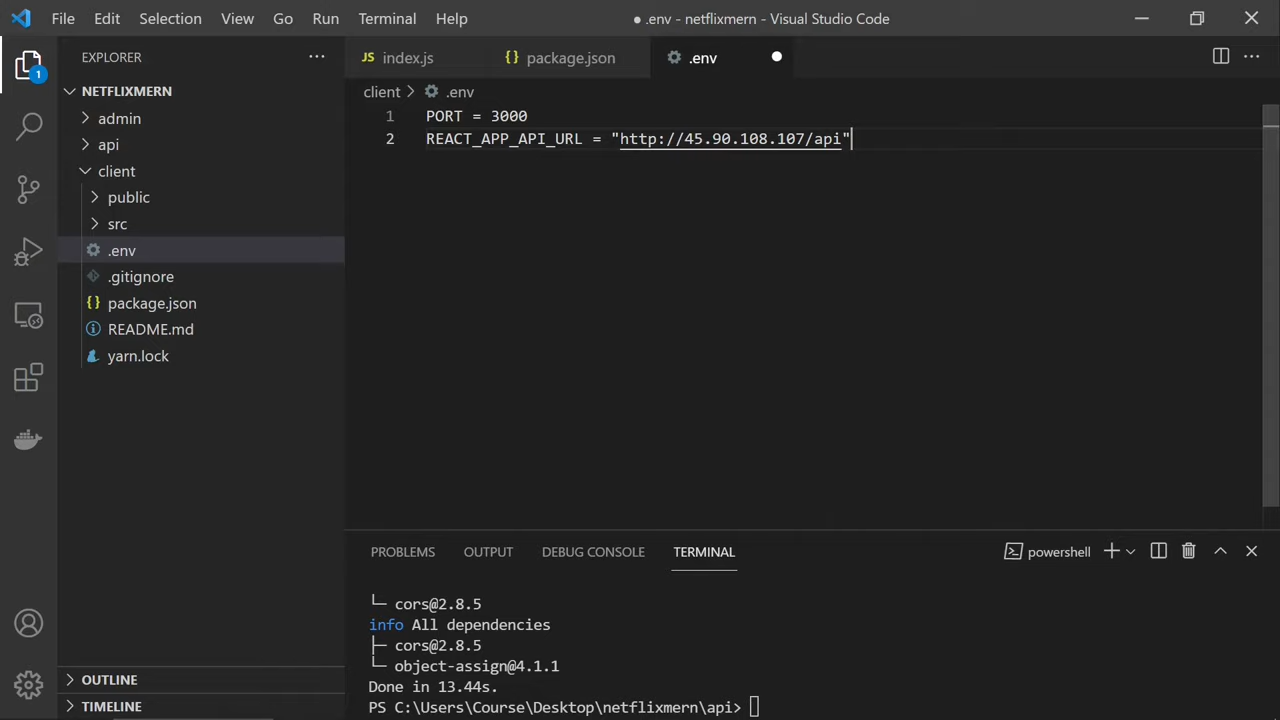 File Edit Selection View Go Run Terminal Help
● .env - netflixmern - Visual Studio Code
EXPLORER
1
NETFLIXMERN
admin
api
client
public
src
.env
.gitignore
{} package.json
README.md
yarn.lock
OUTLINE
TIMELINE
JS index.js
{} package.json
.env
client > .env
1 PORT = 3000
2 REACT_APP_API_URL = "http://45.90.108.107/api"
PROBLEMS OUTPUT DEBUG CONSOLE TERMINAL
powershell
└─ cors@2.8.5
info All dependencies
├─ cors@2.8.5
└─ object-assign@4.1.1
Done in 13.44s.
PS C:\Users\Course\Desktop\netflixmern\api>